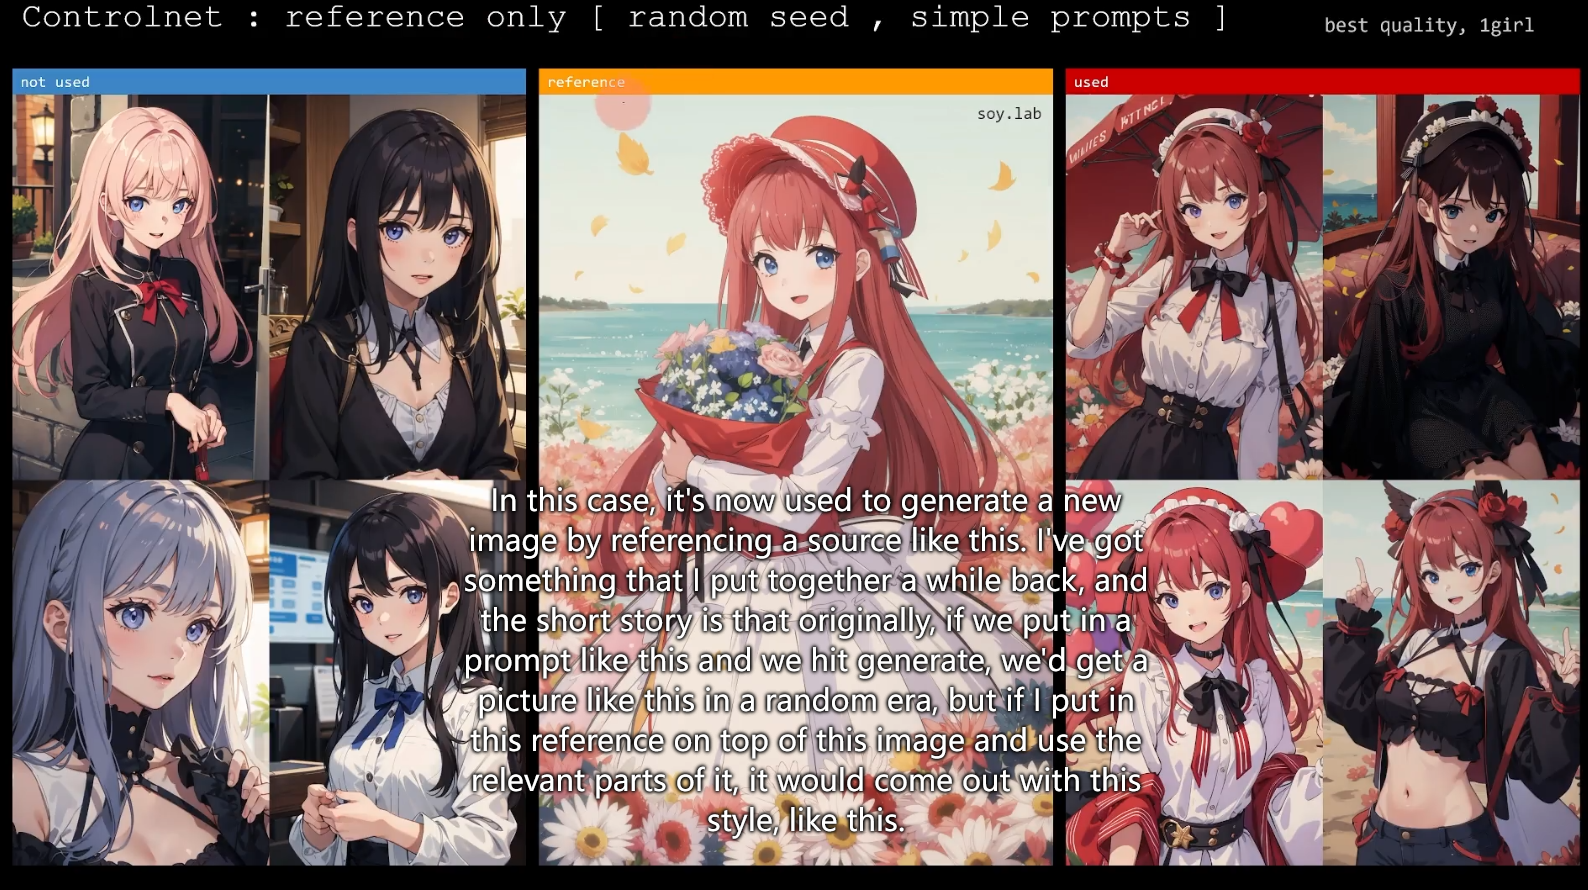 Controlnet : reference only [ random seed , simple prompts ]
best quality, 1girl
not used
reference
used
soy.lab
In this case, it's now used to generate a new
image by referencing a source like this. I've got
something that I put together a while back, and
the short story is that originally, if we put in a
prompt like this and we hit generate, we'd get a
picture like this in a random era, but if I put in
this reference on top of this image and use the
relevant parts of it, it would come out with this
style, like this.